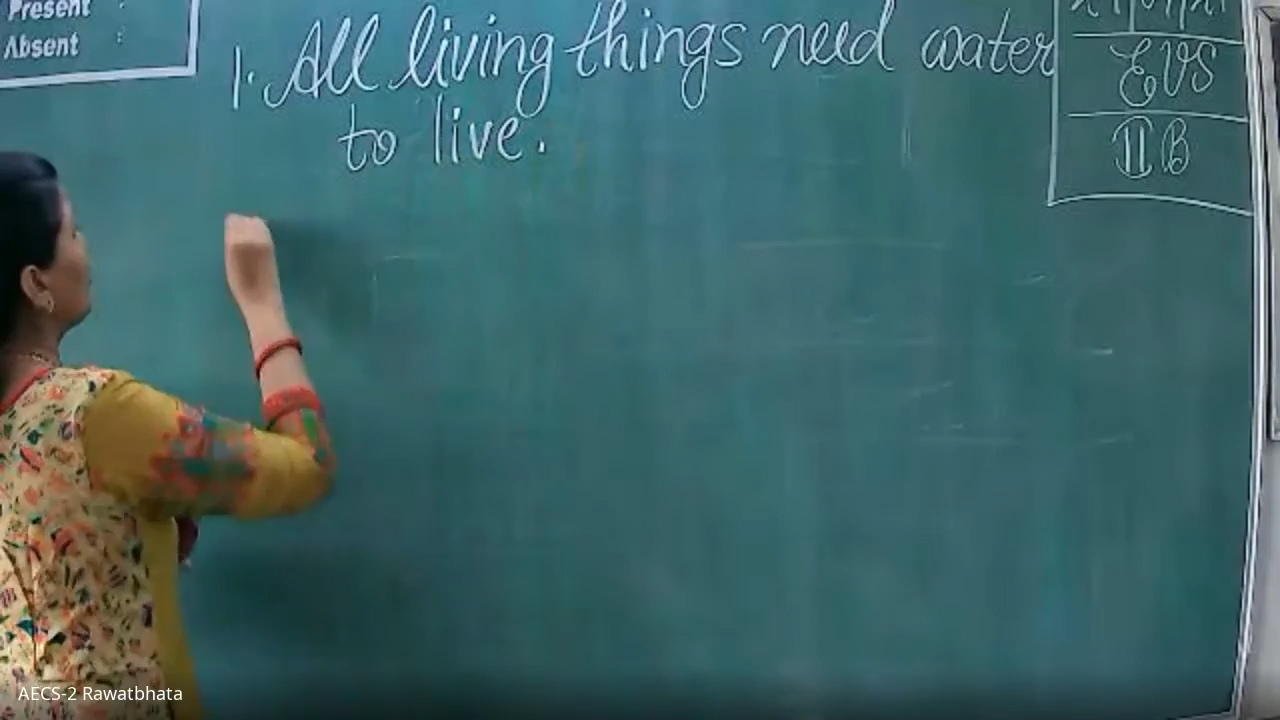 Present :
Absent :
1. All living things need water
to live.
EVS
II B
AECS-2 Rawatbhata